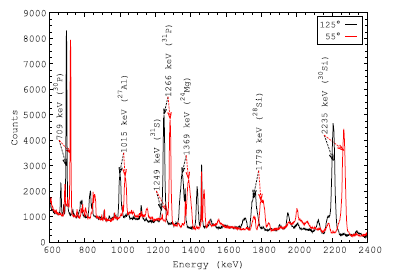 9000
8000
7000
6000
5000
4000
3000
2000
1000
0
Counts
125°
55°
709 keV (³⁰P)
1015 keV (²⁷Al)
1249 keV (³¹S)
1266 keV (³¹P)
1369 keV (²⁴Mg)
1779 keV (²⁸Si)
2235 keV (³⁰Si)
600 800 1000 1200 1400 1600 1800 2000 2200 2400
Energy (keV)